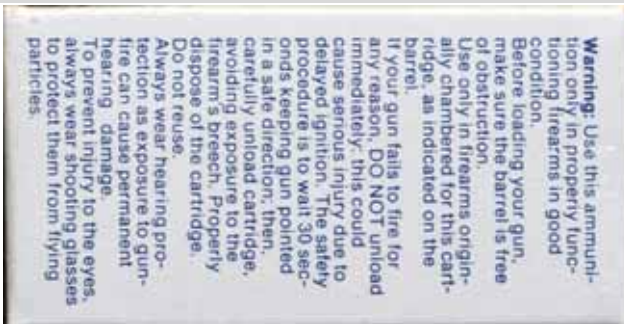 Warning: Use this ammuni-
tion only in properly func-
tioning firearms in good
condition.
Before loading your gun,
make sure the barrel is free
of obstruction.
Use only in firearms origin-
ally chambered for this cart-
ridge, as indicated on the
barrel.
If your gun fails to fire for
any reason, DO NOT unload
immediately; this could
cause serious injury due to
delayed ignition. The safety
procedure is to wait 30 sec-
onds keeping gun pointed
in a safe direction; then,
carefully unload cartridge,
avoiding exposure to the
firearm's breech. Properly
dispose of the cartridge.
Do not reuse.
Always wear hearing pro-
tection as exposure to gun-
fire can cause permanent
hearing damage.
To prevent injury to the eyes,
always wear shooting glasses
to protect them from flying
particles.